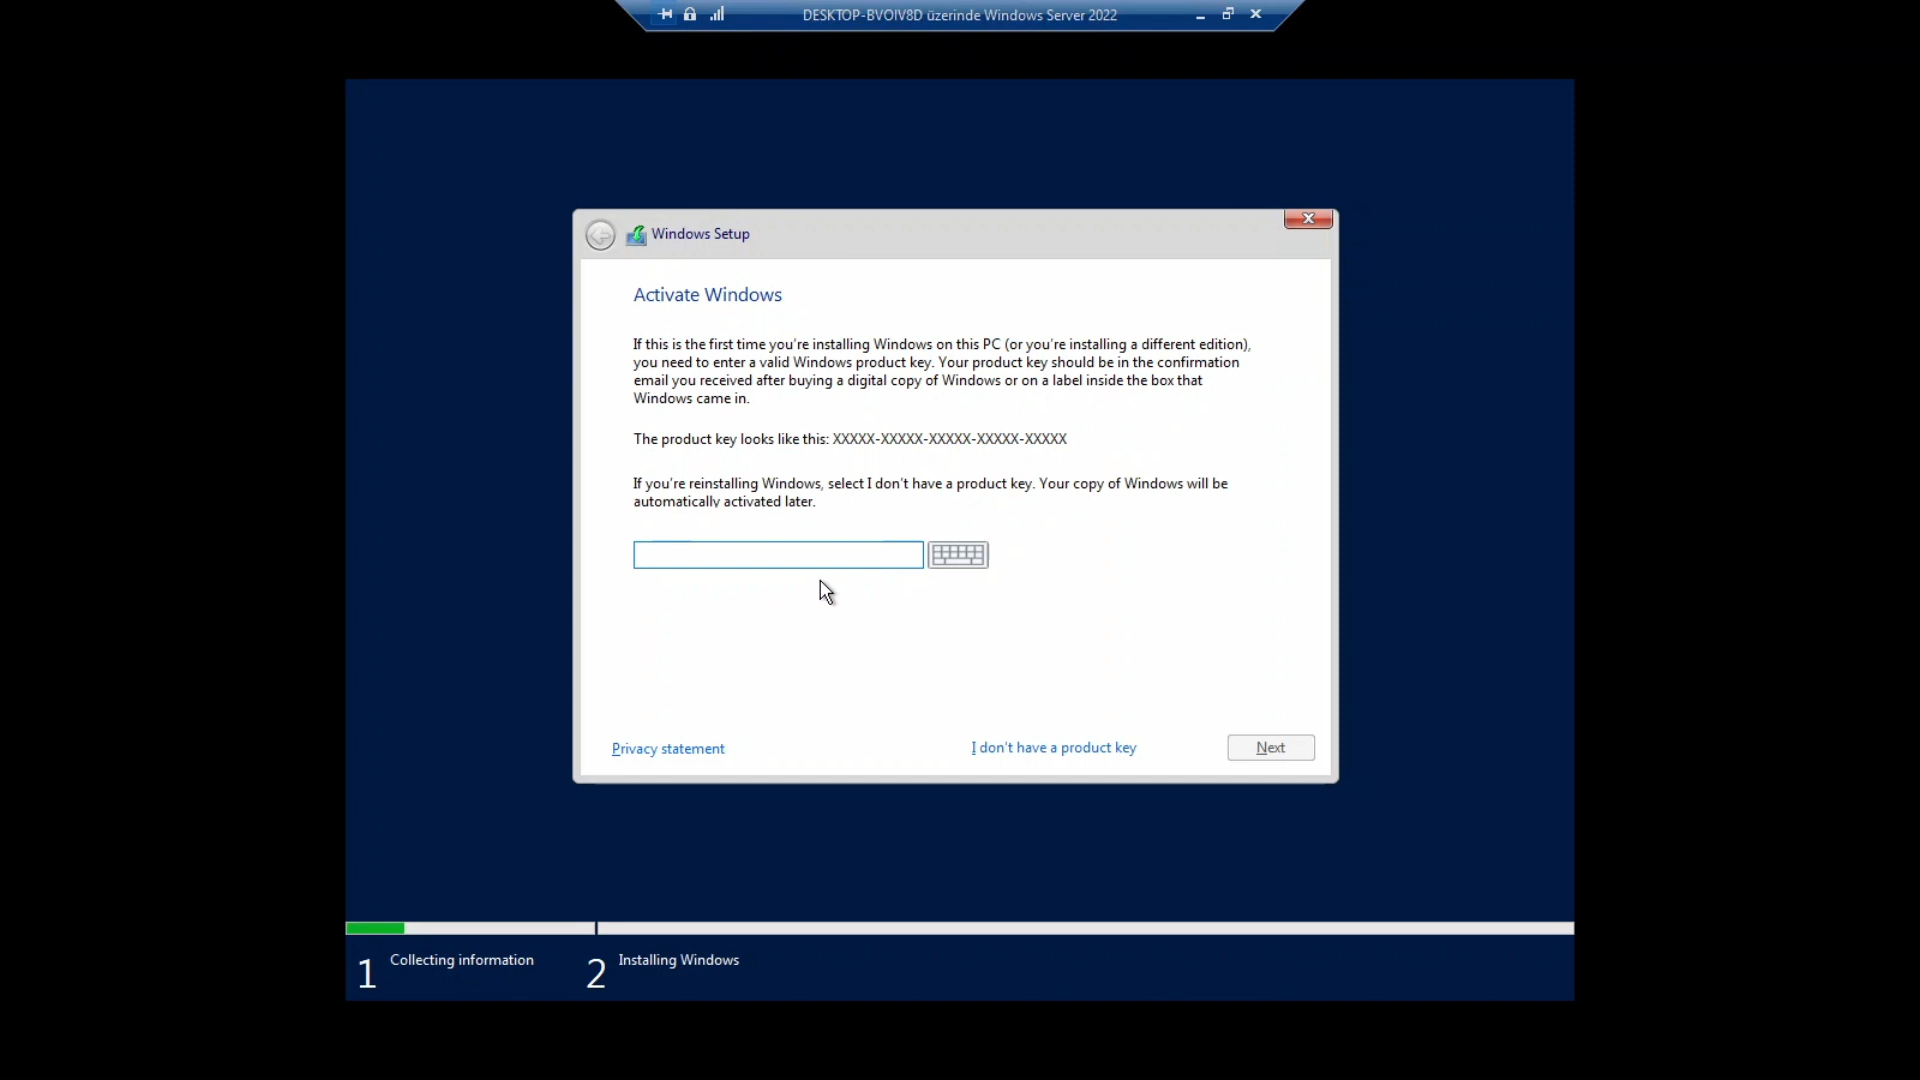 DESKTOP-BVOIV8D üzerinde Windows Server 2022
Windows Setup
Activate Windows
If this is the first time you're installing Windows on this PC (or you're installing a different edition),
you need to enter a valid Windows product key. Your product key should be in the confirmation
email you received after buying a digital copy of Windows or on a label inside the box that
Windows came in.
The product key looks like this: XXXXX-XXXXX-XXXXX-XXXXX-XXXXX
If you're reinstalling Windows, select I don't have a product key. Your copy of Windows will be
automatically activated later.
Privacy statement
I don't have a product key
Next
1 Collecting information
2 Installing Windows